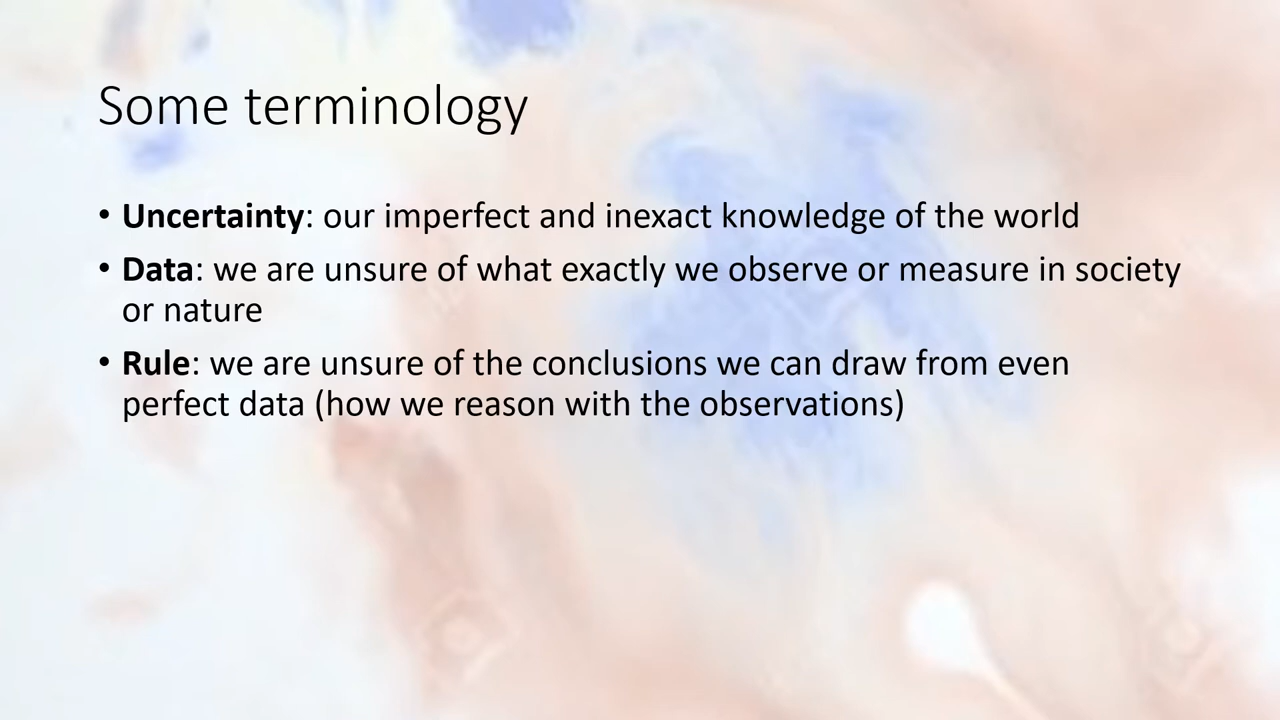 Some terminology
• Uncertainty: our imperfect and inexact knowledge of the world
• Data: we are unsure of what exactly we observe or measure in society
or nature
• Rule: we are unsure of the conclusions we can draw from even
perfect data (how we reason with the observations)